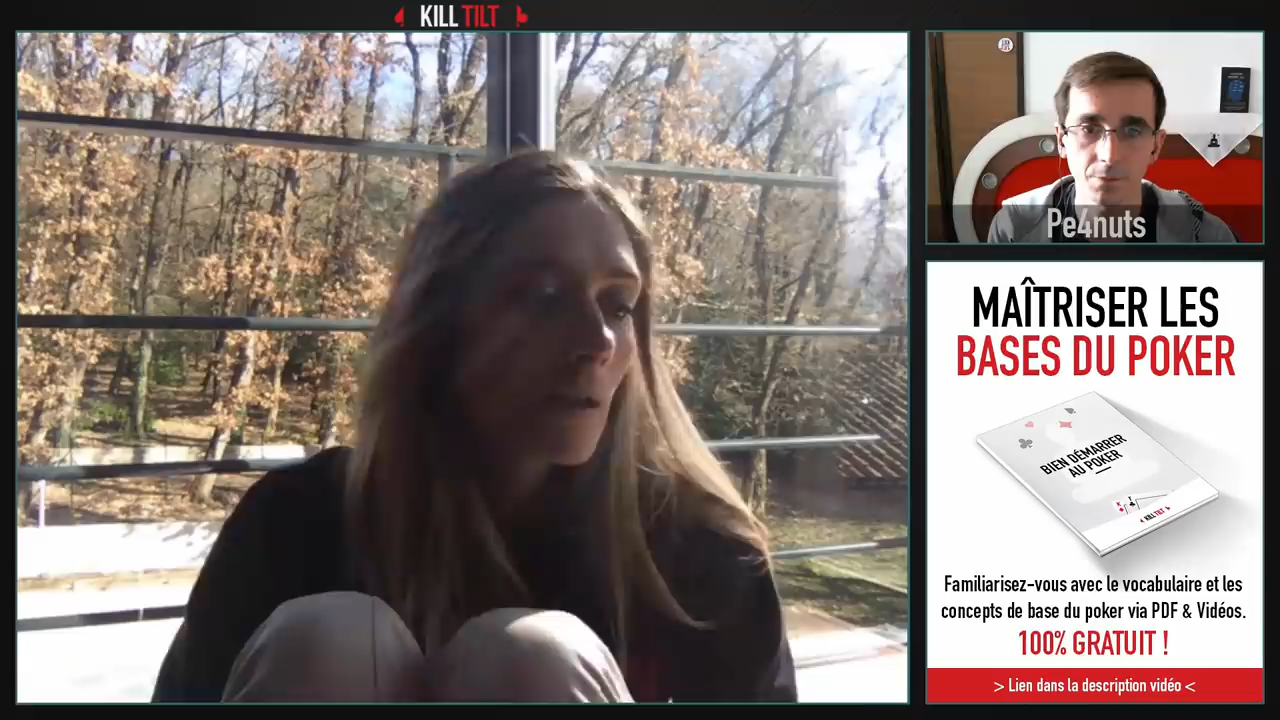 KILL TILT
Pe4nuts
MAÎTRISER LES
BASES DU POKER
BIEN DÉMARRER
AU POKER
KILL TILT
Familiarisez-vous avec le vocabulaire et les
concepts de base du poker via PDF & Vidéos.
100% GRATUIT !
> Lien dans la description vidéo <